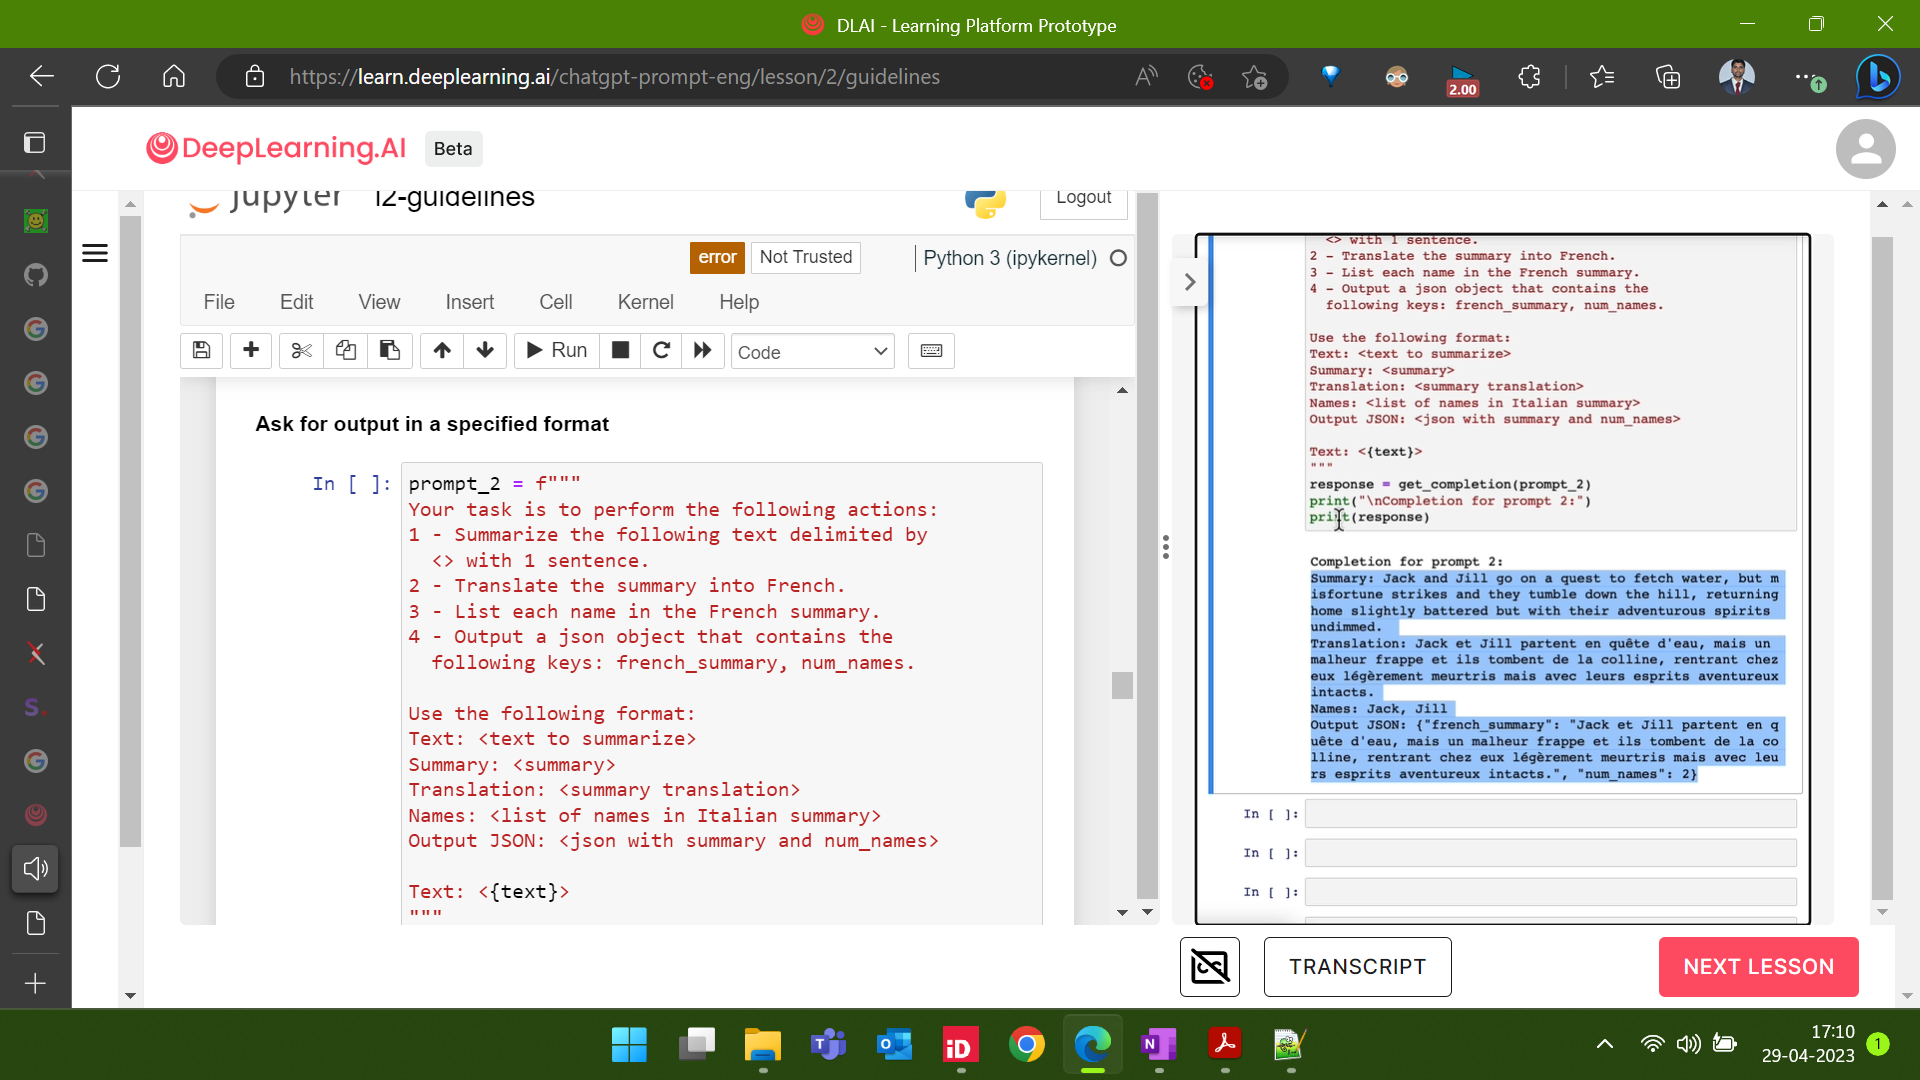 DLAI - Learning Platform Prototype
https://learn.deeplearning.ai/chatgpt-prompt-eng/lesson/2/guidelines
2.00
DeepLearning.AI Beta
jupyter l2-guidelines
Logout
error Not Trusted Python 3 (ipykernel)
File Edit View Insert Cell Kernel Help
Run Code
Ask for output in a specified format
In [ ]: prompt_2 = f"""
Your task is to perform the following actions:
1 - Summarize the following text delimited by
<> with 1 sentence.
2 - Translate the summary into French.
3 - List each name in the French summary.
4 - Output a json object that contains the
following keys: french_summary, num_names.
Use the following format:
Text: <text to summarize>
Summary: <summary>
Translation: <summary translation>
Names: <list of names in Italian summary>
Output JSON: <json with summary and num_names>
Text: <{text}>
"""
<> with 1 sentence.
2 - Translate the summary into French.
3 - List each name in the French summary.
4 - Output a json object that contains the
following keys: french_summary, num_names.
Use the following format:
Text: <text to summarize>
Summary: <summary>
Translation: <summary translation>
Names: <list of names in Italian summary>
Output JSON: <json with summary and num_names>
Text: <{text}>
"""
response = get_completion(prompt_2)
print("\nCompletion for prompt 2:")
print(response)
Completion for prompt 2:
Summary: Jack and Jill go on a quest to fetch water, but m
isfortune strikes and they tumble down the hill, returning
home slightly battered but with their adventurous spirits
undimmed.
Translation: Jack et Jill partent en quête d'eau, mais un
malheur frappe et ils tombent de la colline, rentrant chez
eux légèrement meurtris mais avec leurs esprits aventureux
intacts.
Names: Jack, Jill
Output JSON: {"french_summary": "Jack et Jill partent en q
uête d'eau, mais un malheur frappe et ils tombent de la co
lline, rentrant chez eux légèrement meurtris mais avec leu
rs esprits aventureux intacts.", "num_names": 2}
In [ ]:
In [ ]:
In [ ]:
CC
TRANSCRIPT
NEXT LESSON
17:10
29-04-2023
1